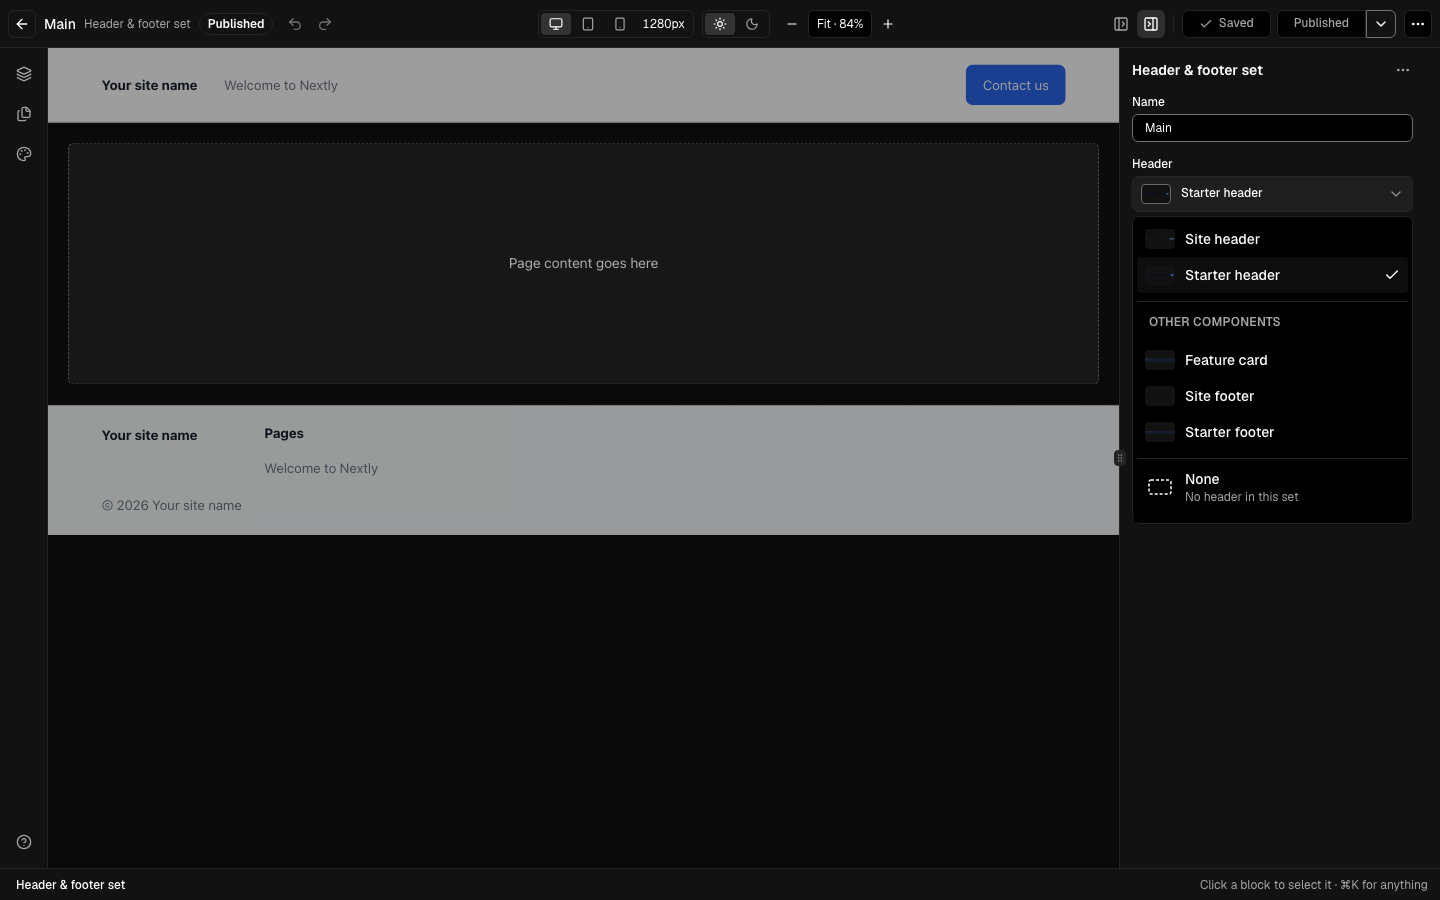 Main Header & footer set Published 1280px Fit · 84% Saved Published
Your site name Welcome to Nextly Contact us
Page content goes here
Your site name Pages
Welcome to Nextly
© 2026 Your site name
Header & footer set
Name
Main
Header
Starter header
Site header
Starter header
OTHER COMPONENTS
Feature card
Site footer
Starter footer
None
No header in this set
Header & footer set Click a block to select it · ⌘K for anything